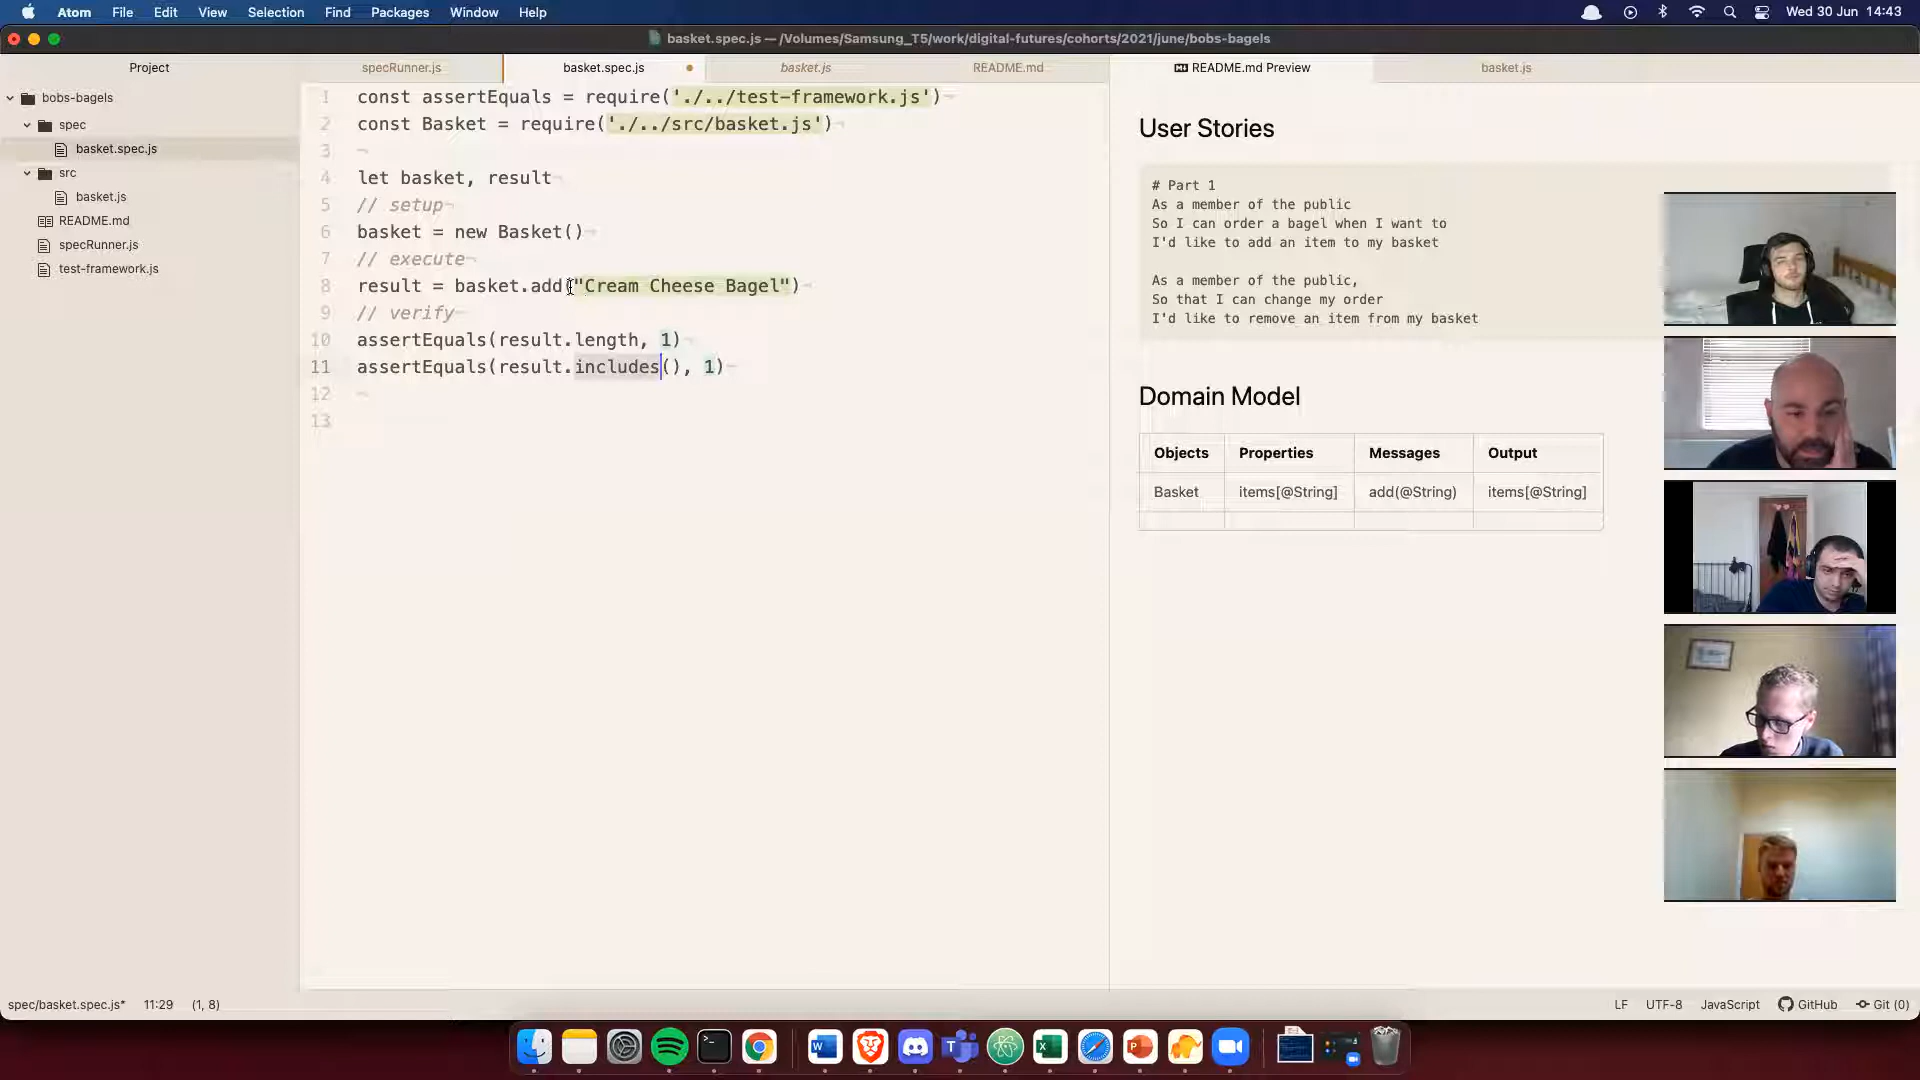 Atom File Edit View Selection Find Packages Window Help Wed 30 Jun 14:43
basket.spec.js — /Volumes/Samsung_T5/work/digital-futures/cohorts/2021/june/bobs-bagels
Project
bobs-bagels
spec
basket.spec.js
src
basket.js
README.md
specRunner.js
test-framework.js
specRunner.js basket.spec.js basket.js README.md
1 const assertEquals = require('./../test-framework.js')
2 const Basket = require('./../src/basket.js')
3
4 let basket, result
5 // setup
6 basket = new Basket()
7 // execute
8 result = basket.add("Cream Cheese Bagel")
9 // verify
10 assertEquals(result.length, 1)
11 assertEquals(result.includes(), 1)
12
13
README.md Preview basket.js
User Stories
# Part 1
As a member of the public
So I can order a bagel when I want to
I'd like to add an item to my basket
As a member of the public,
So that I can change my order
I'd like to remove an item from my basket
Domain Model
Objects Properties Messages Output
Basket items[@String] add(@String) items[@String]
spec/basket.spec.js* 11:29 (1, 8) LF UTF-8 JavaScript GitHub Git (0)